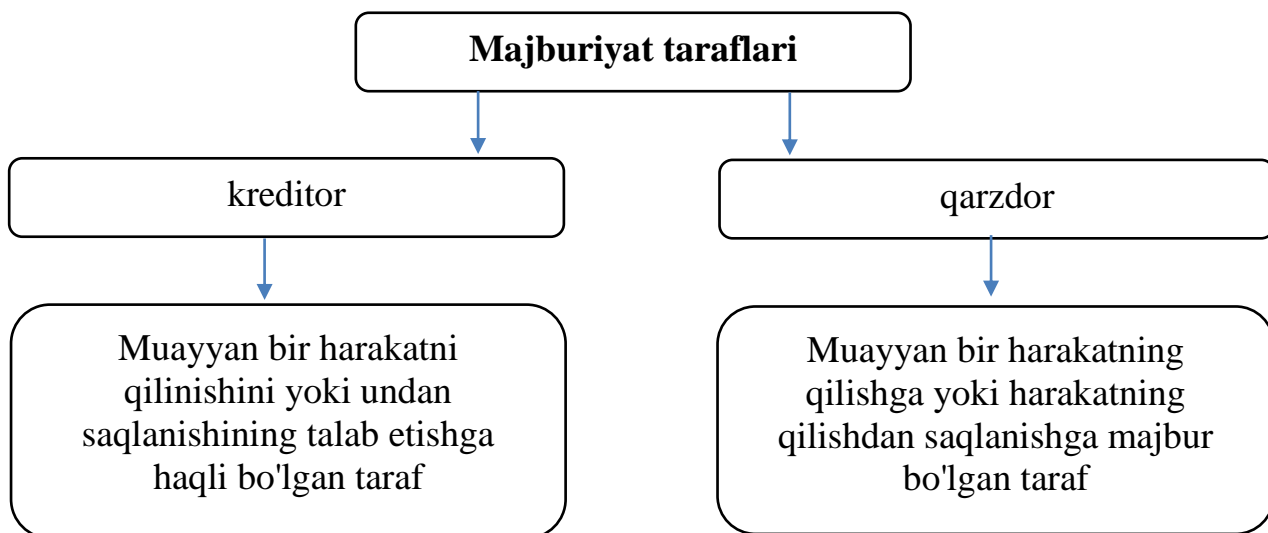 Majburiyat taraflari
kreditor
qarzdor
Muayyan bir harakatni
qilinishini yoki undan
saqlanishining talab etishga
haqli bo'lgan taraf
Muayyan bir harakatning
qilishga yoki harakatning
qilishdan saqlanishga majbur
bo'lgan taraf